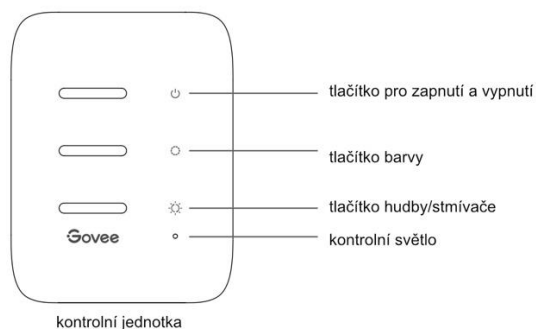 tlačítko pro zapnutí a vypnutí
tlačítko barvy
tlačítko hudby/stmívače
Govee
kontrolní světlo
kontrolní jednotka